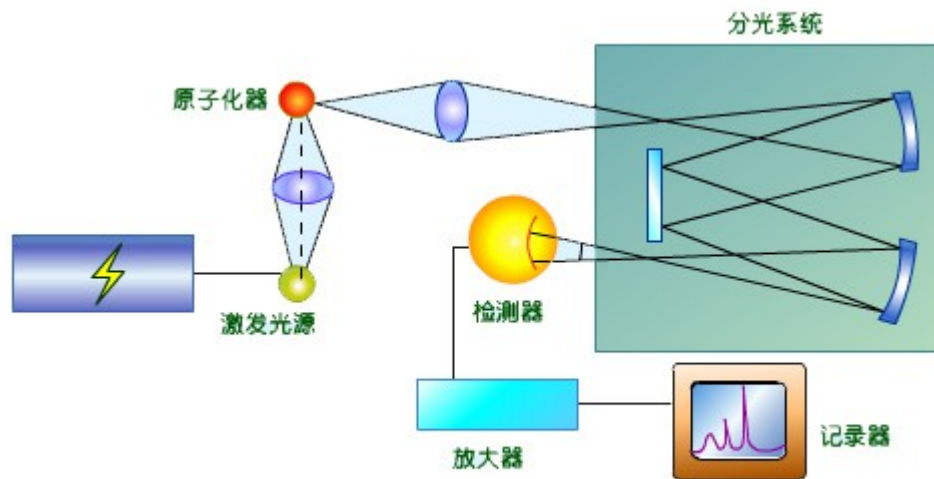 分光系统
原子化器
激发光源
检测器
放大器
记录器